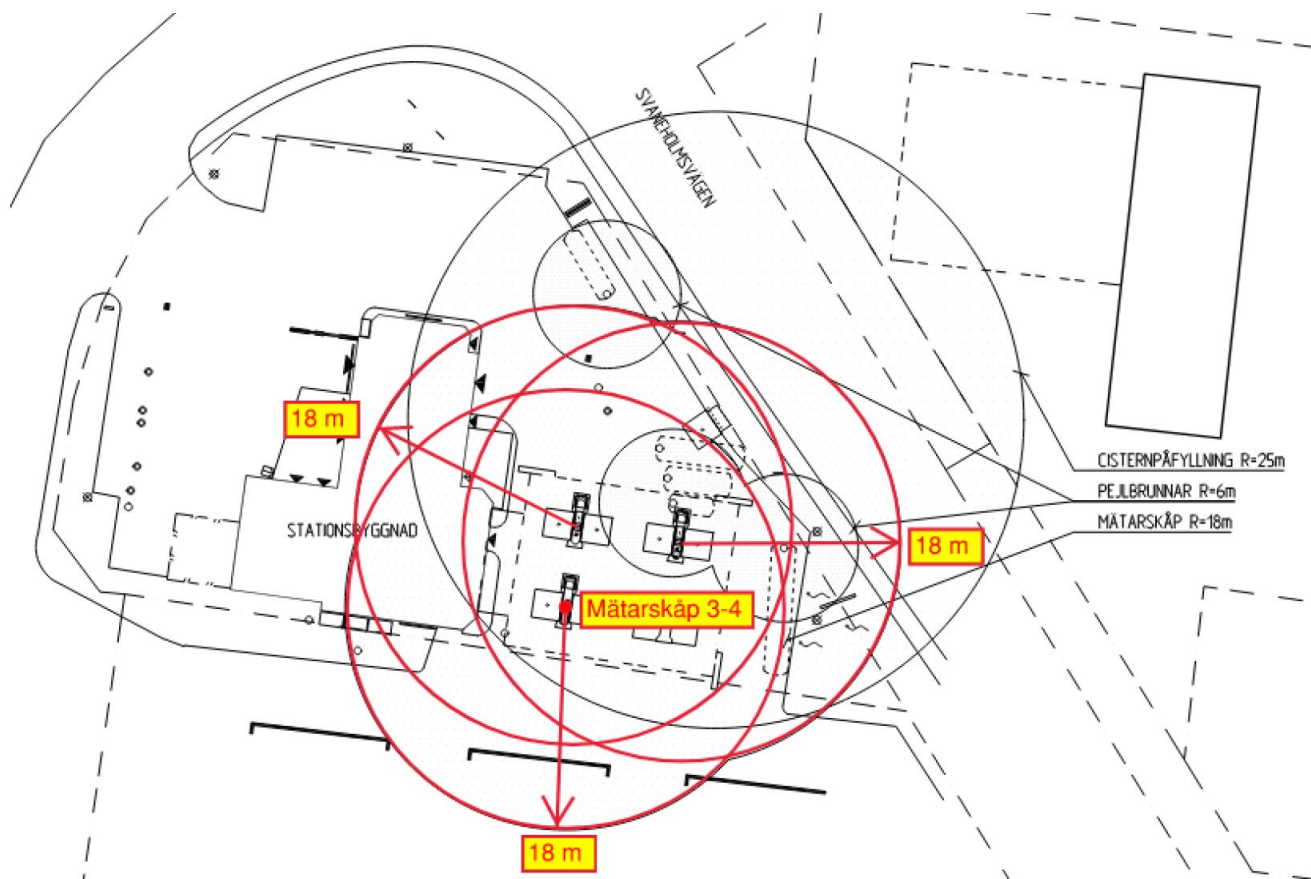 SVANEHOLMSVÄGEN
18 m
CISTERNPÅFYLLNING R=25m
PEJLBRUNNAR R=6m
MÄTARSKÅP R=18m
STATIONSBYGGNAD
18 m
Mätarskåp 3-4
18 m